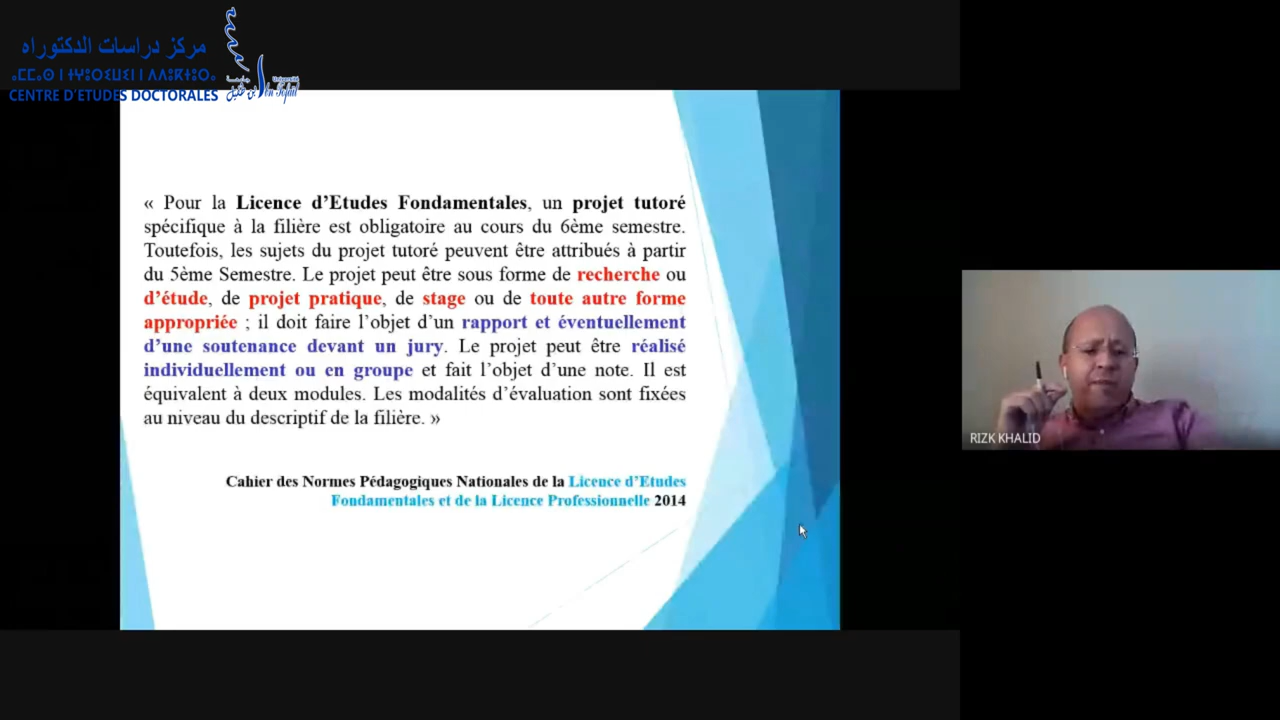 مركز دراسات الدكتوراه
CENTRE D'ETUDES DOCTORALES
Université
« Pour la Licence d'Etudes Fondamentales, un projet tutoré
spécifique à la filière est obligatoire au cours du 6ème semestre.
Toutefois, les sujets du projet tutoré peuvent être attribués à partir
du 5ème Semestre. Le projet peut être sous forme de recherche ou
d'étude, de projet pratique, de stage ou de toute autre forme
appropriée ; il doit faire l'objet d'un rapport et éventuellement
d'une soutenance devant un jury. Le projet peut être réalisé
individuellement ou en groupe et fait l'objet d'une note. Il est
équivalent à deux modules. Les modalités d'évaluation sont fixées
au niveau du descriptif de la filière. »
Cahier des Normes Pédagogiques Nationales de la Licence d'Etudes
Fondamentales et de la Licence Professionnelle 2014
RIZK KHALID